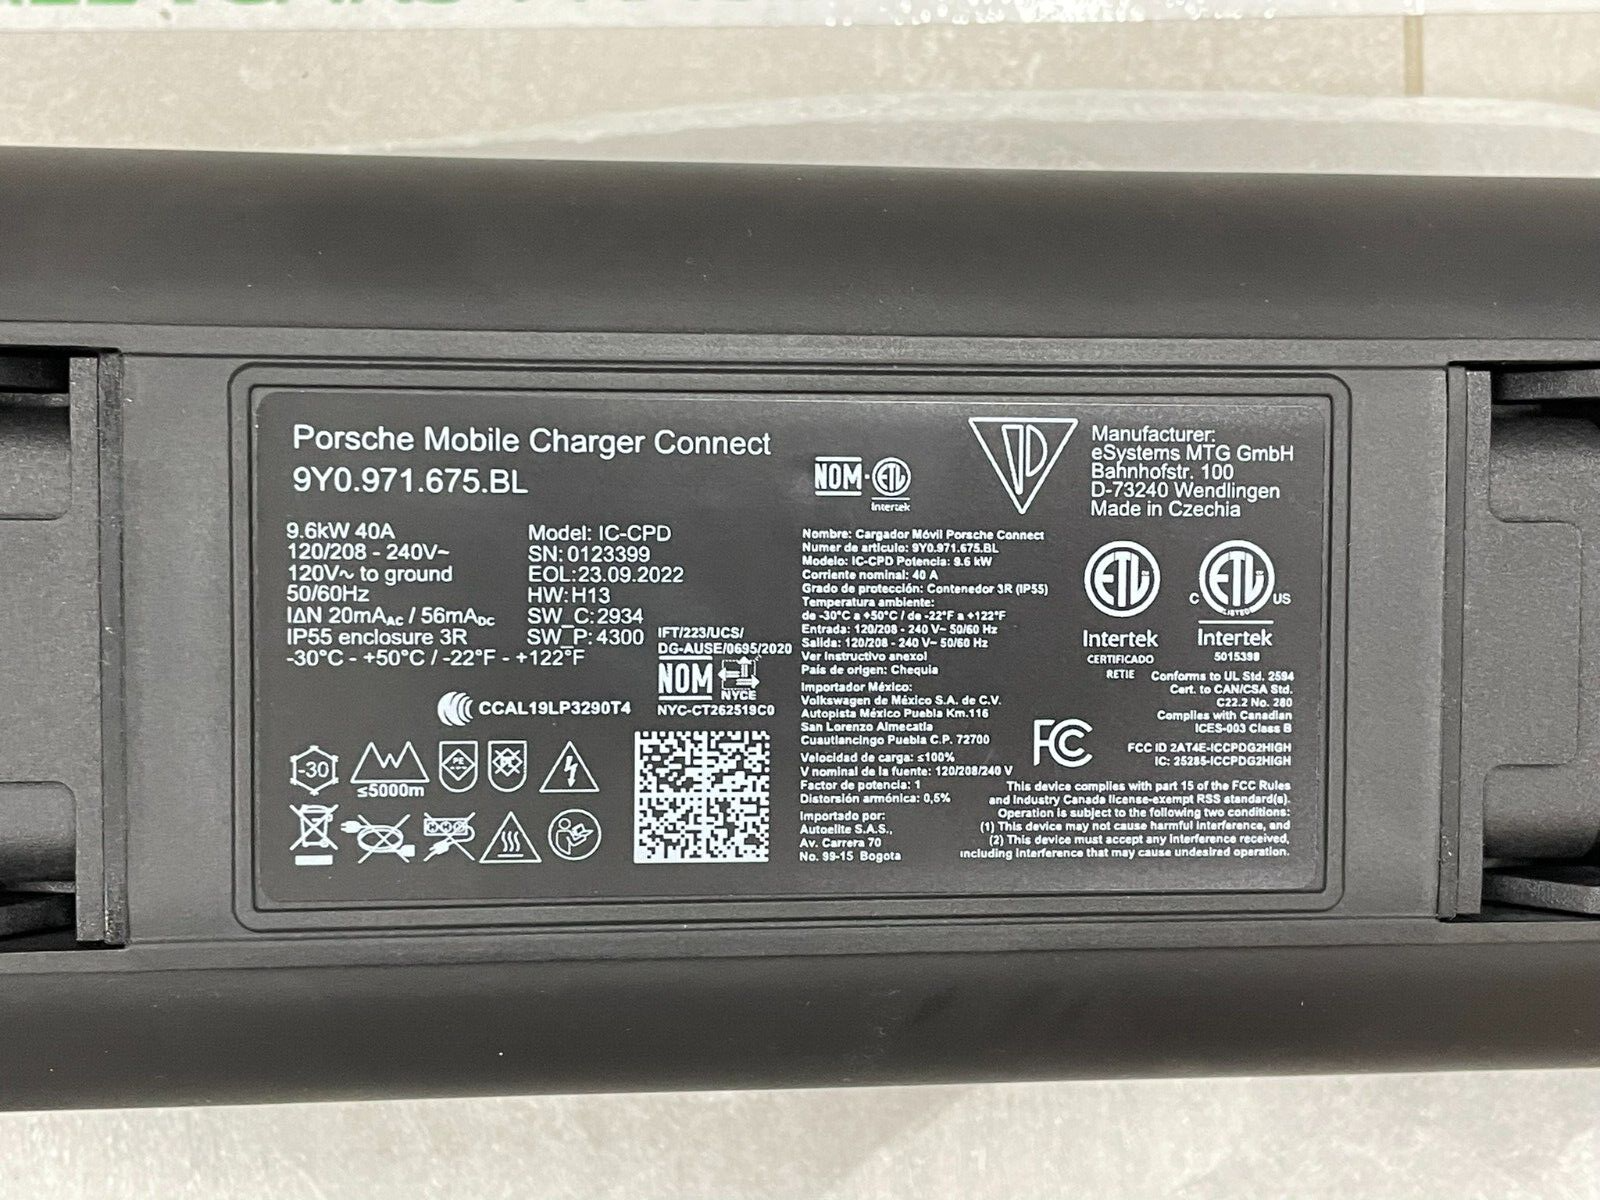 Porsche Mobile Charger Connect
9Y0.971.675.BL
9.6kW 40A
120/208 - 240V~
120V~ to ground
50/60Hz
IΔN 20mAAC / 56mADC
IP55 enclosure 3R
-30°C - +50°C / -22°F - +122°F
Model: IC-CPD
SN: 0123399
EOL:23.09.2022
HW:H13
SW_C:2934
SW_P:4300
IFT/223/UCS/
DG-AUSE/0695/2020
NOM
NYCE
NYC-CT262519C0
CCAL19LP3290T4
-30
≤5000m
PE
NOM - ETL
Intertek
Nombre: Cargador Móvil Porsche Connect
Numer de articulo: 9Y0.971.675.BL
Modelo: IC-CPD Potencia: 9.6 kW
Corriente nominal: 40 A
Grado de protección: Contenedor 3R (IP55)
Temperatura ambiente:
de -30°C a +50°C / de -22°F a +122°F
Entrada: 120/208 - 240 V~ 50/60 Hz
Salida: 120/208 - 240 V~ 50/60 Hz
Ver instructivo anexol
País de origen: Chequia
Importador México:
Volkswagen de México S.A. de C.V.
Autopista México Puebla Km.116
San Lorenzo Almecatla
Cuautlancingo Puebla C.P. 72700
Velocidad de carga: ≤100%
V nominal de la fuente: 120/208/240 V
Factor de potencia: 1
Distorsión armónica: 0,5%
Importado por:
Autoelite S.A.S.,
Av. Carrera 70
No. 99-15 Bogota
Manufacturer:
eSystems MTG GmbH
Bahnhofstr. 100
D-73240 Wendlingen
Made in Czechia
ETL
Intertek
CERTIFICADO
RETIE
C ETL US
LISTED
Intertek
5015398
Conforms to UL Std. 2594
Cert. to CAN/CSA Std.
C22.2 No. 280
Complies with Canadian
ICES-003 Class B
FC
FCC ID 2AT4E-ICCPDG2HIGH
IC: 25285-ICCPDG2HIGH
This device complies with part 15 of the FCC Rules
and Industry Canada license-exempt RSS standard(s).
Operation is subject to the following two conditions:
(1) This device may not cause harmful interference, and
(2) This device must accept any interference received,
including interference that may cause undesired operation.